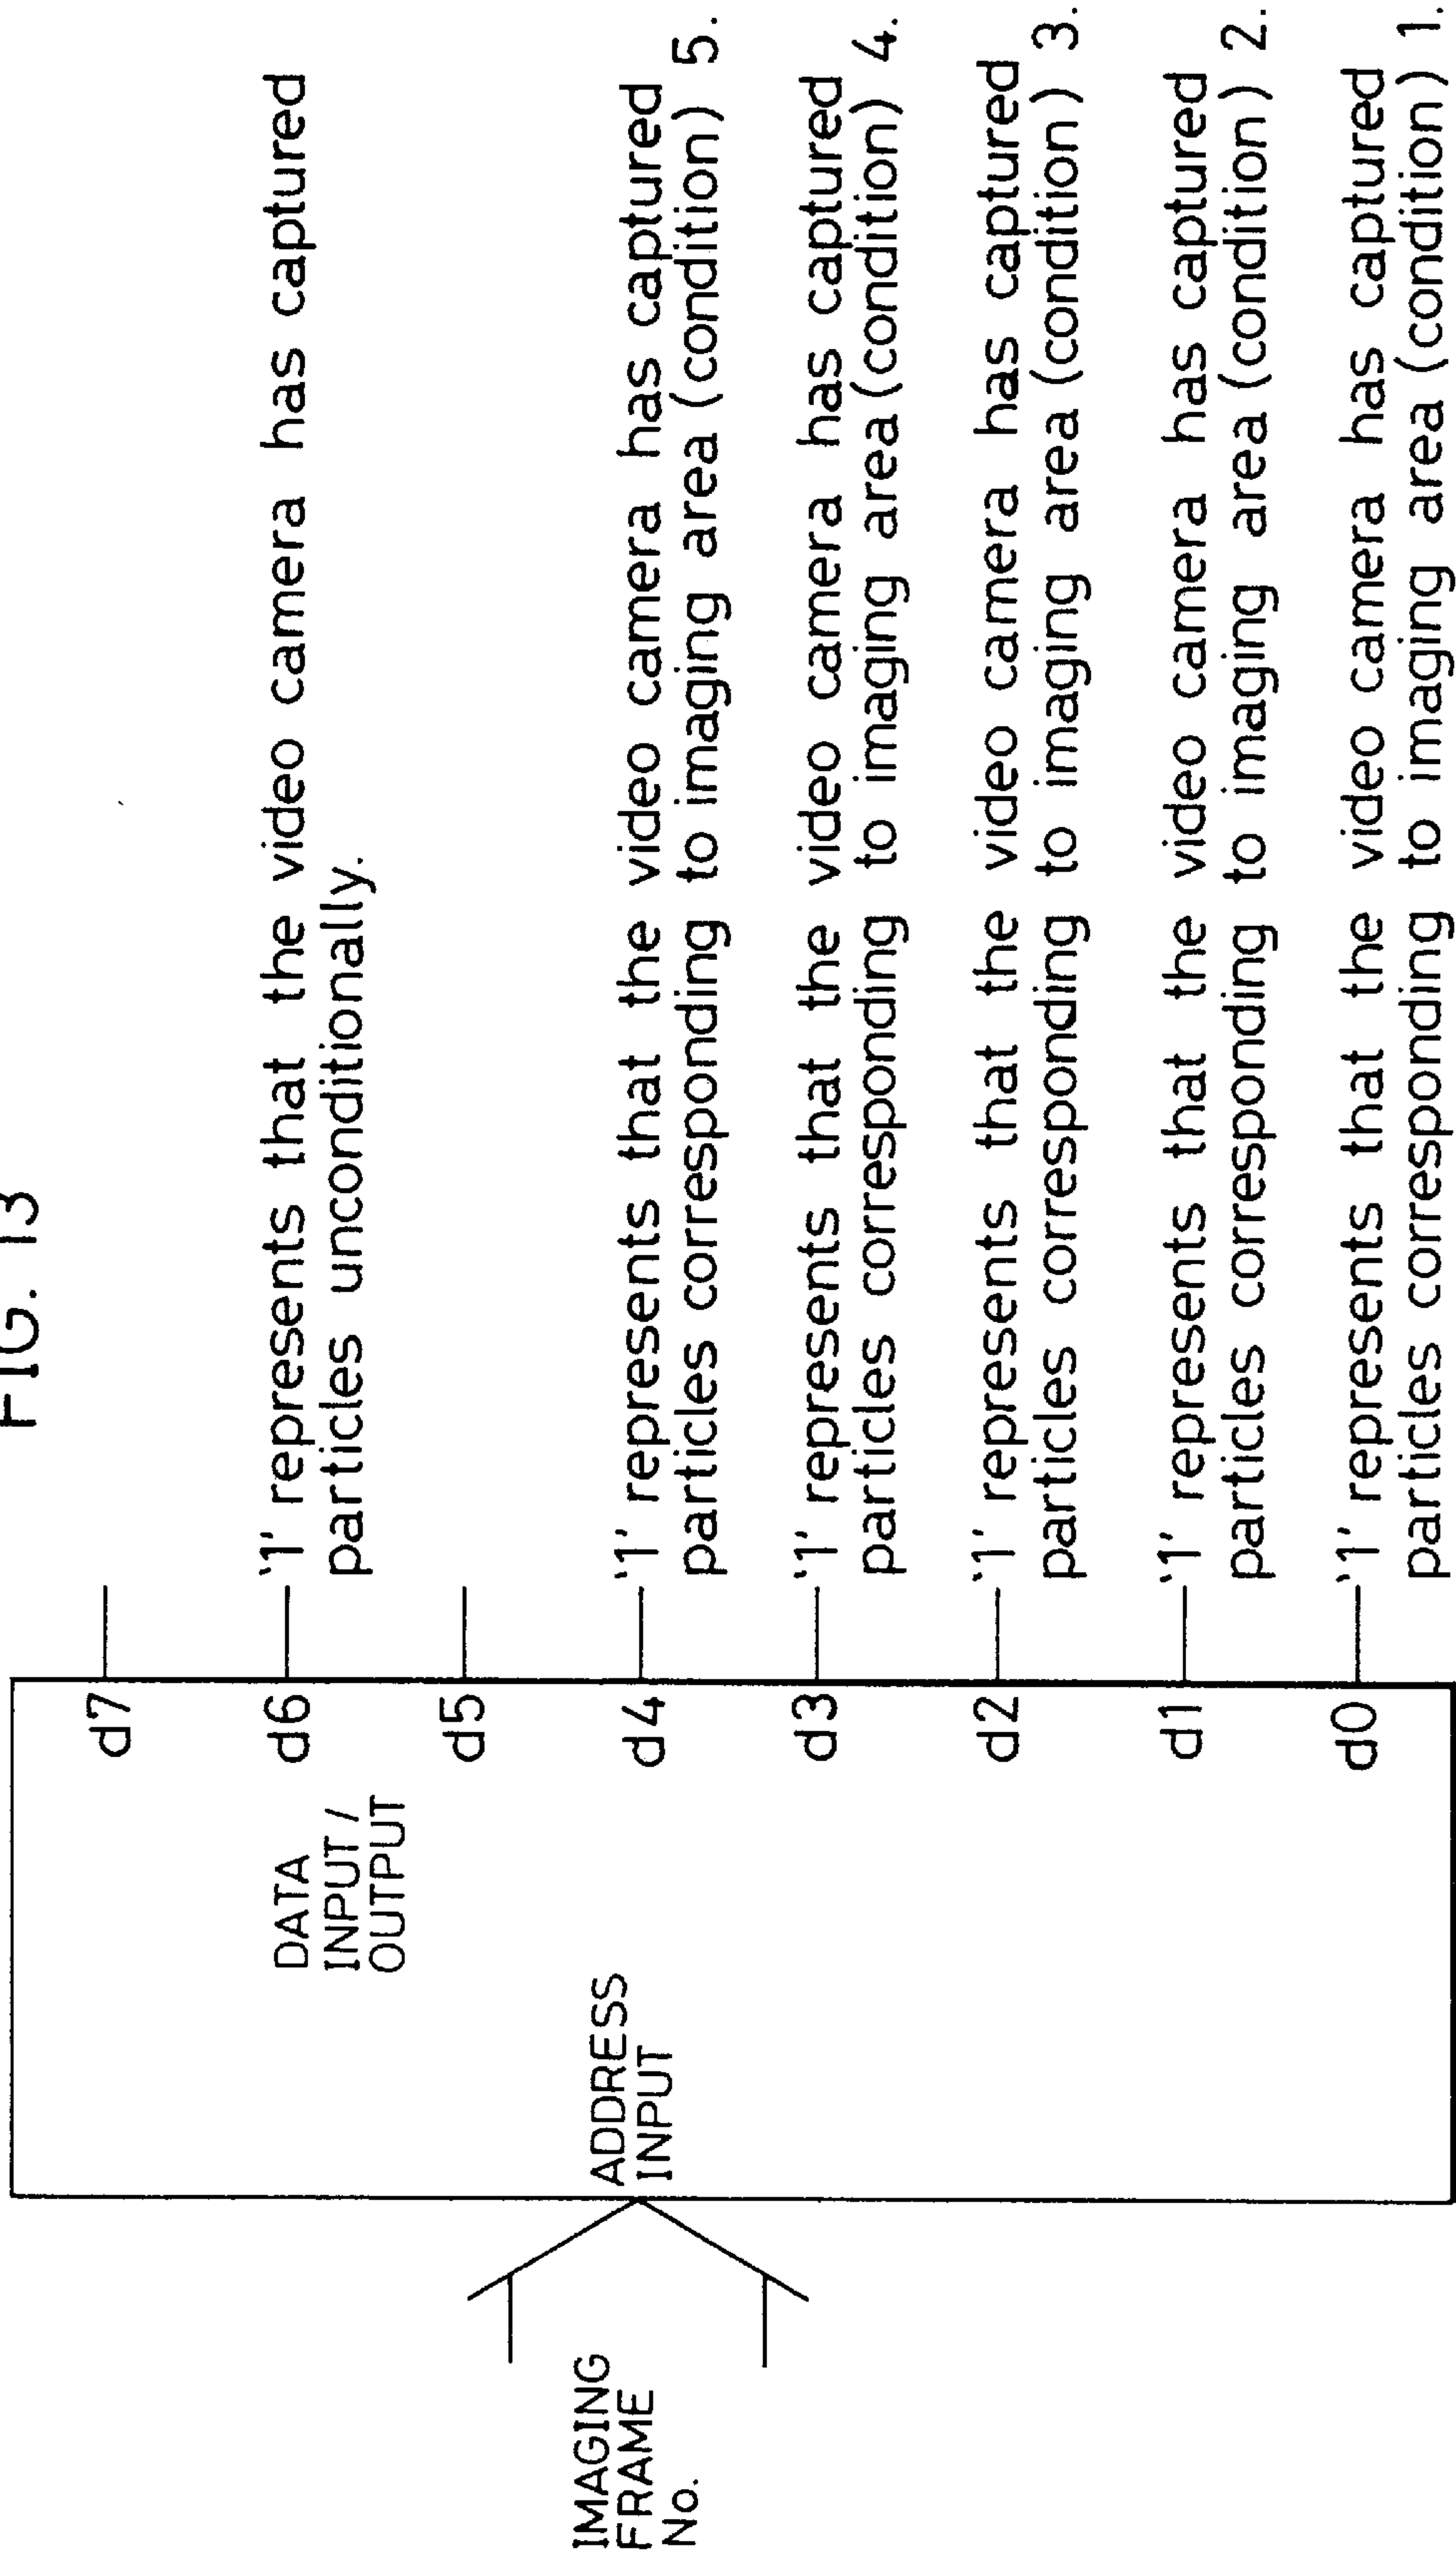 FIG. 13
IMAGING
FRAME
No.
ADDRESS
INPUT
DATA
INPUT /
OUTPUT
d7
d6
'1' represents that the video camera has captured
particles unconditionally.
d5
d4
'1' represents that the video camera has captured
particles corresponding to imaging area (condition) 5.
d3
'1' represents that the video camera has captured
particles corresponding to imaging area (condition) 4.
d2
'1' represents that the video camera has captured
particles corresponding to imaging area (condition) 3.
d1
'1' represents that the video camera has captured
particles corresponding to imaging area (condition) 2.
d0
'1' represents that the video camera has captured
particles corresponding to imaging area (condition) 1.